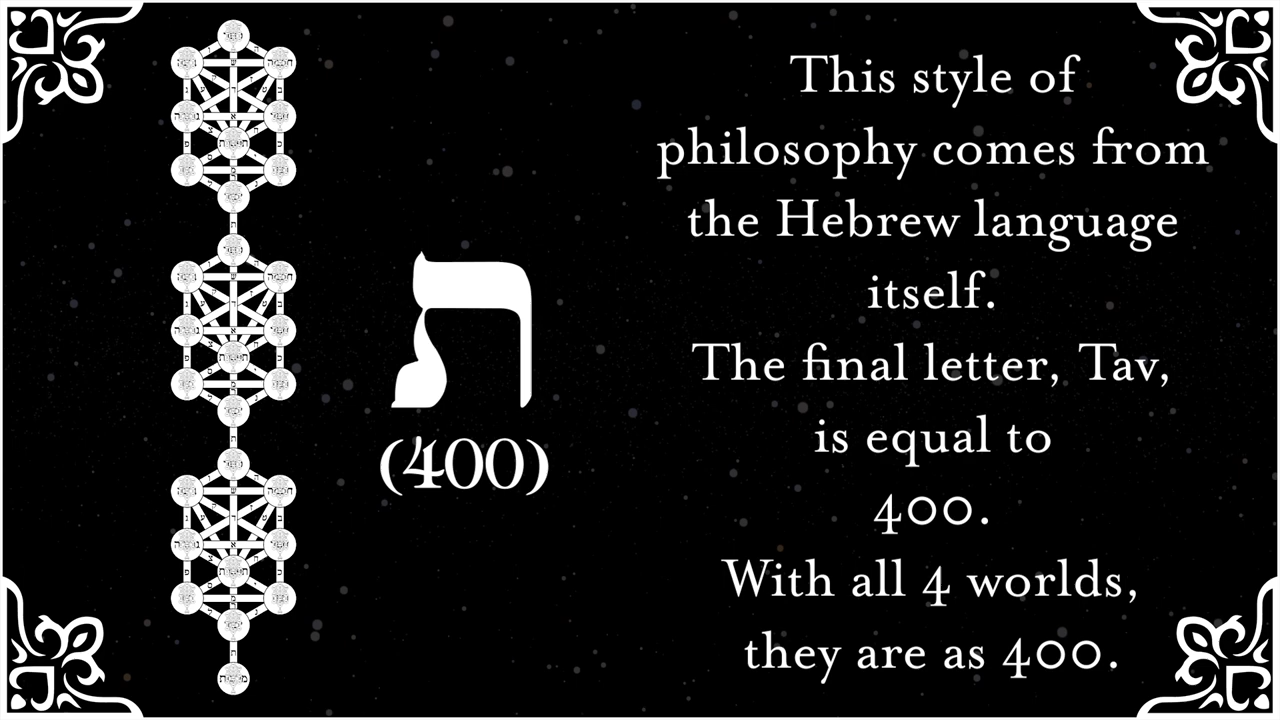 ת
(400)
This style of
philosophy comes from
the Hebrew language
itself.
The final letter, Tav,
is equal to
400.
With all 4 worlds,
they are as 400.